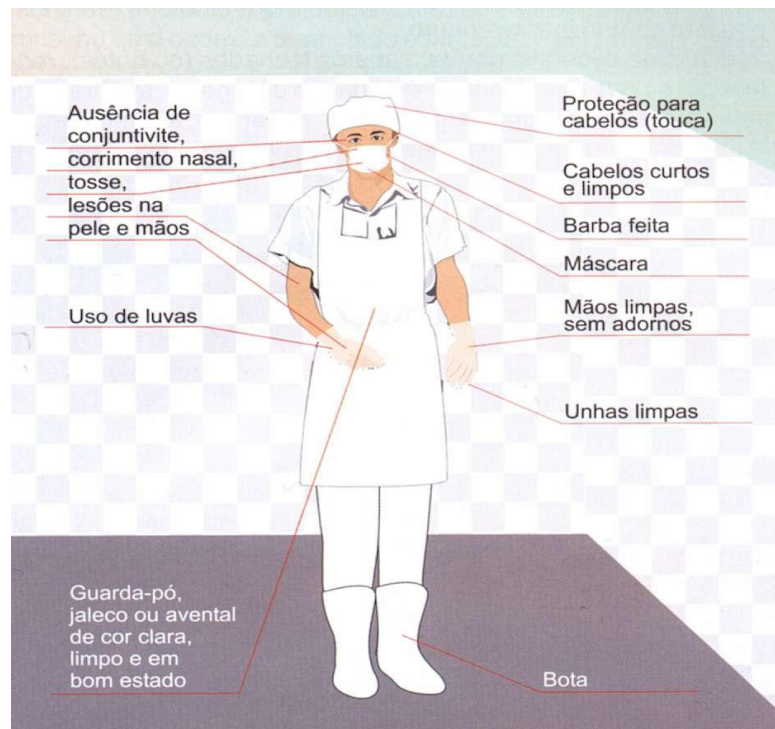 Ausência de
conjuntivite,
corrimento nasal,
tosse,
lesões na
pele e mãos
Uso de luvas
Guarda-pó,
jaleco ou avental
de cor clara,
limpo e em
bom estado
Proteção para
cabelos (touca)
Cabelos curtos
e limpos
Barba feita
Máscara
Mãos limpas,
sem adornos
Unhas limpas
Bota